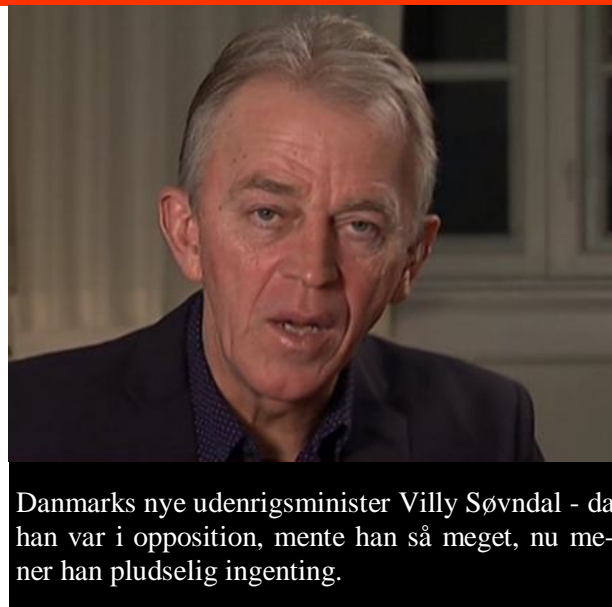 Danmarks nye udenrigsminister Villy Søvndal - da
han var i opposition, mente han så meget, nu me-
ner han pludselig ingenting.